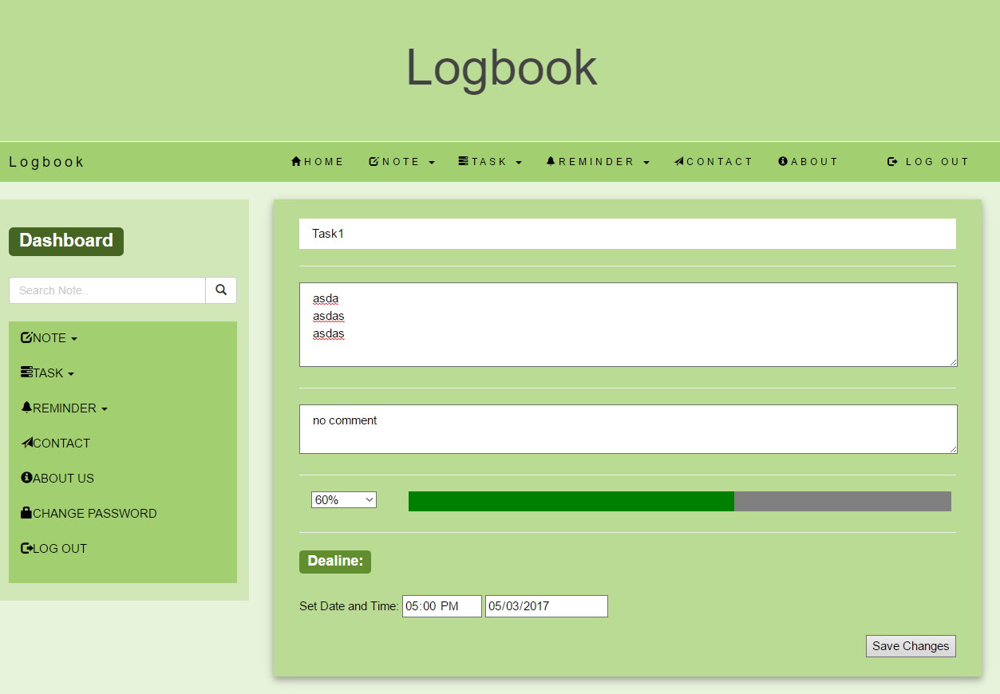 Logbook
Logbook HOME NOTE TASK REMINDER CONTACT ABOUT LOG OUT
Dashboard
Search Note..
NOTE
TASK
REMINDER
CONTACT
ABOUT US
CHANGE PASSWORD
LOG OUT
Task1
asda
asdas
asdas
no comment
60%
Dealine:
Set Date and Time: 05:00 PM 05/03/2017
Save Changes